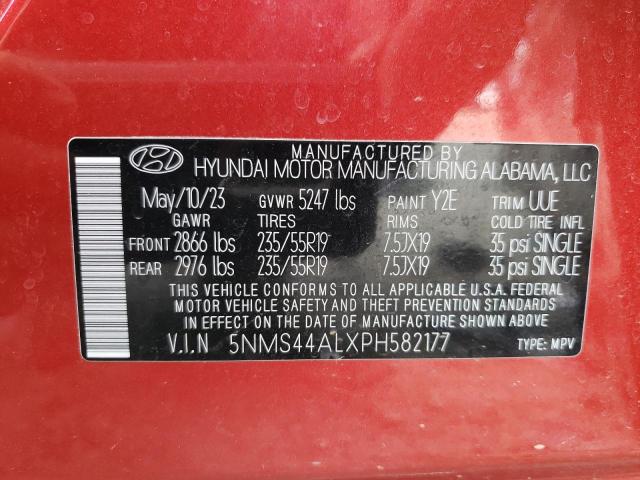 MANUFACTURED BY
HYUNDAI MOTOR MANUFACTURING ALABAMA, LLC
May/10/23 GVWR 5247 lbs PAINT Y2E TRIM UUE
GAWR TIRES RIMS COLD TIRE INFL
FRONT 2866 lbs 235/55R19 7.5JX19 35 psi SINGLE
REAR 2976 lbs 235/55R19 7.5JX19 35 psi SINGLE
THIS VEHICLE CONFORMS TO ALL APPLICABLE U.S.A. FEDERAL
MOTOR VEHICLE SAFETY AND THEFT PREVENTION STANDARDS
IN EFFECT ON THE DATE OF MANUFACTURE SHOWN ABOVE
V.I.N 5NMS44ALXPH582177 TYPE: MPV